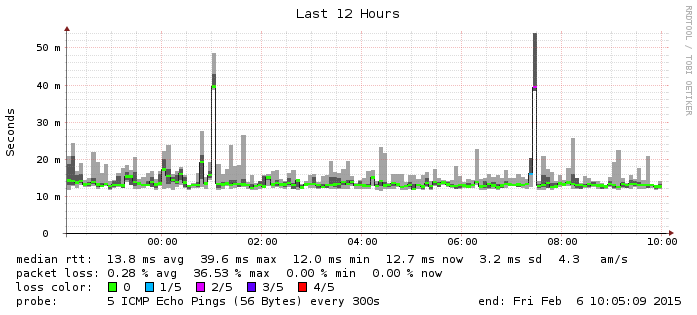 Last 12 Hours
RRDTOOL / TOBI OETIKER
Seconds
50 m
40 m
30 m
20 m
10 m
0
00:00 02:00 04:00 06:00 08:00 10:00
median rtt: 13.8 ms avg 39.6 ms max 12.0 ms min 12.7 ms now 3.2 ms sd 4.3 am/s
packet loss: 0.28 % avg 36.53 % max 0.00 % min 0.00 % now
loss color: 0 1/5 2/5 3/5 4/5
probe: 5 ICMP Echo Pings (56 Bytes) every 300s end: Fri Feb 6 10:05:09 2015